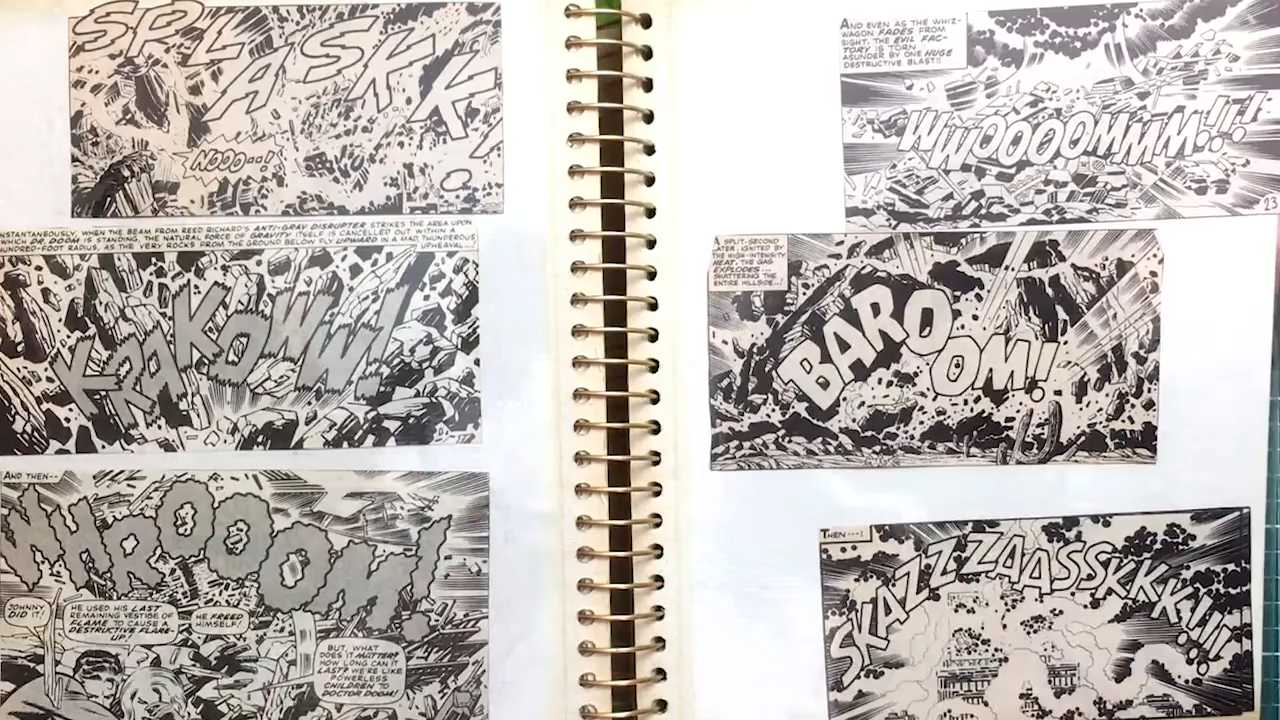 SPLASKK
NOOO--!
INSTANTANEOUSLY, WHEN THE BEAM FROM REED RICHARD'S ANTI-GRAV DISRUPTER STRIKES THE AREA UPON
WHICH DR. DOOM IS STANDING, THE NATURAL FORCE OF GRAVITY ITSELF IS CANCELLED OUT WITHIN A
HUNDRED-FOOT RADIUS, AS THE VERY ROCKS FROM THE GROUND BELOW FLY UPWARD IN A MAD, THUNDEROUS
UPHEAVAL--
KRAKOWW!
AND THEN--
WHROOOOM!
JOHNNY
DID IT!
HE USED HIS LAST
REMAINING VESTIGE OF
FLAME TO CAUSE A
DESTRUCTIVE FLARE-
UP!
HE FREED
HIMSELF!
BUT, WHAT
DOES IT MATTER?
HOW LONG CAN IT
LAST? WE'RE LIKE
POWERLESS
CHILDREN TO
DOCTOR DOOM!
AND EVEN AS THE WHIZ-
WAGON FADES FROM
SIGHT, THE EVIL FAC-
TORY IS TORN
ASUNDER BY ONE HUGE
DESTRUCTIVE BLAST!!
WWOOOOMMM!!!
23
A SPLIT-SECOND
LATER, IGNITED BY
THE HIGH-INTENSITY
HEAT, THE GAS
EXPLODES...
SHATTERING THE
ENTIRE HILLSIDE..!
BAROOOM!!
THEN---!
SKAZZZZAASSKKK!!!!